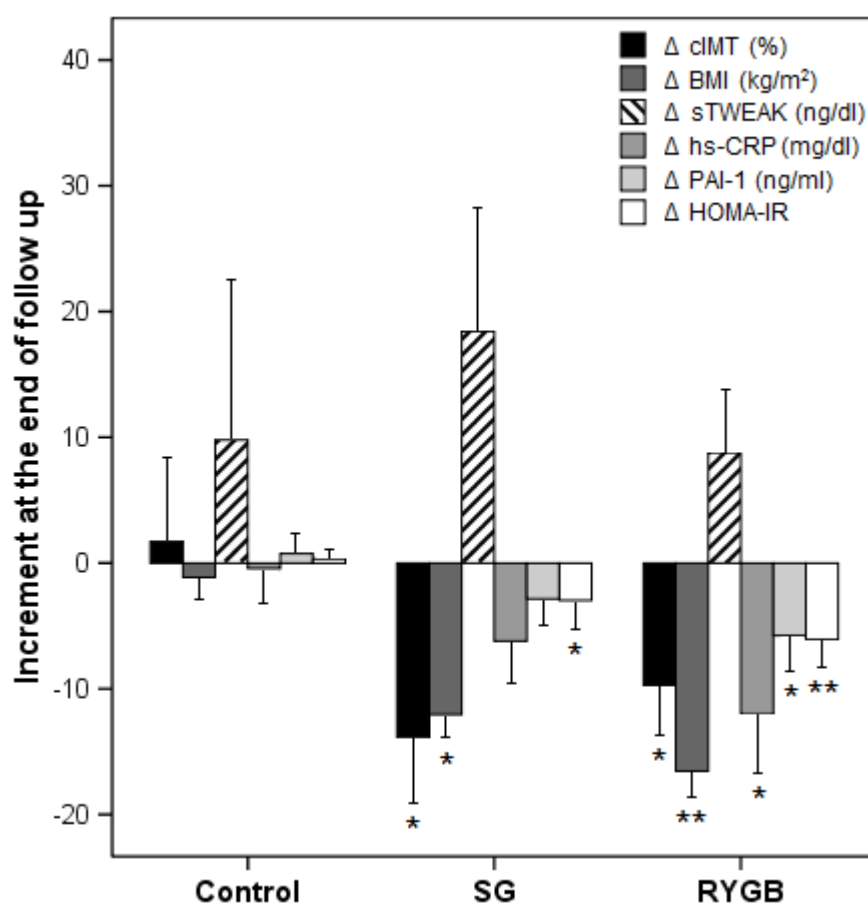 Δ cIMT (%)
Δ BMI (kg/m²)
Δ sTWEAK (ng/dl)
Δ hs-CRP (mg/dl)
Δ PAI-1 (ng/ml)
Δ HOMA-IR
Increment at the end of follow up
40
30
20
10
0
-10
-20
*
*
*
*
**
*
*
**
Control SG RYGB